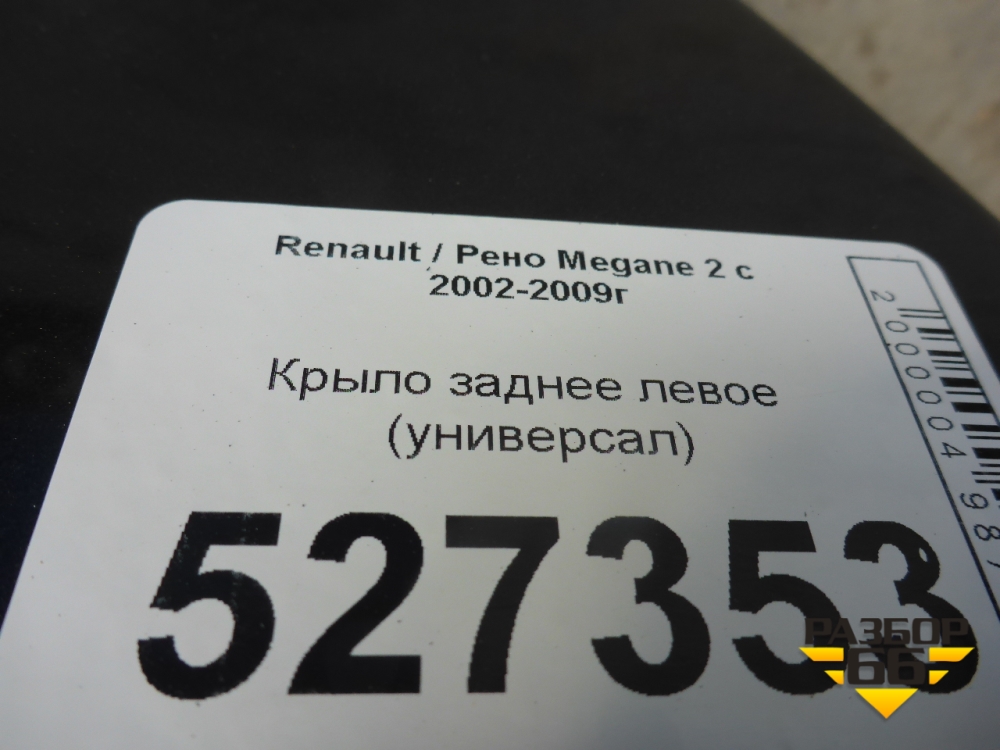 Renault / Рено Megane 2 с
2002-2009г
Крыло заднее левое
(универсал)
527353
2000004987
РАЗБОР
66